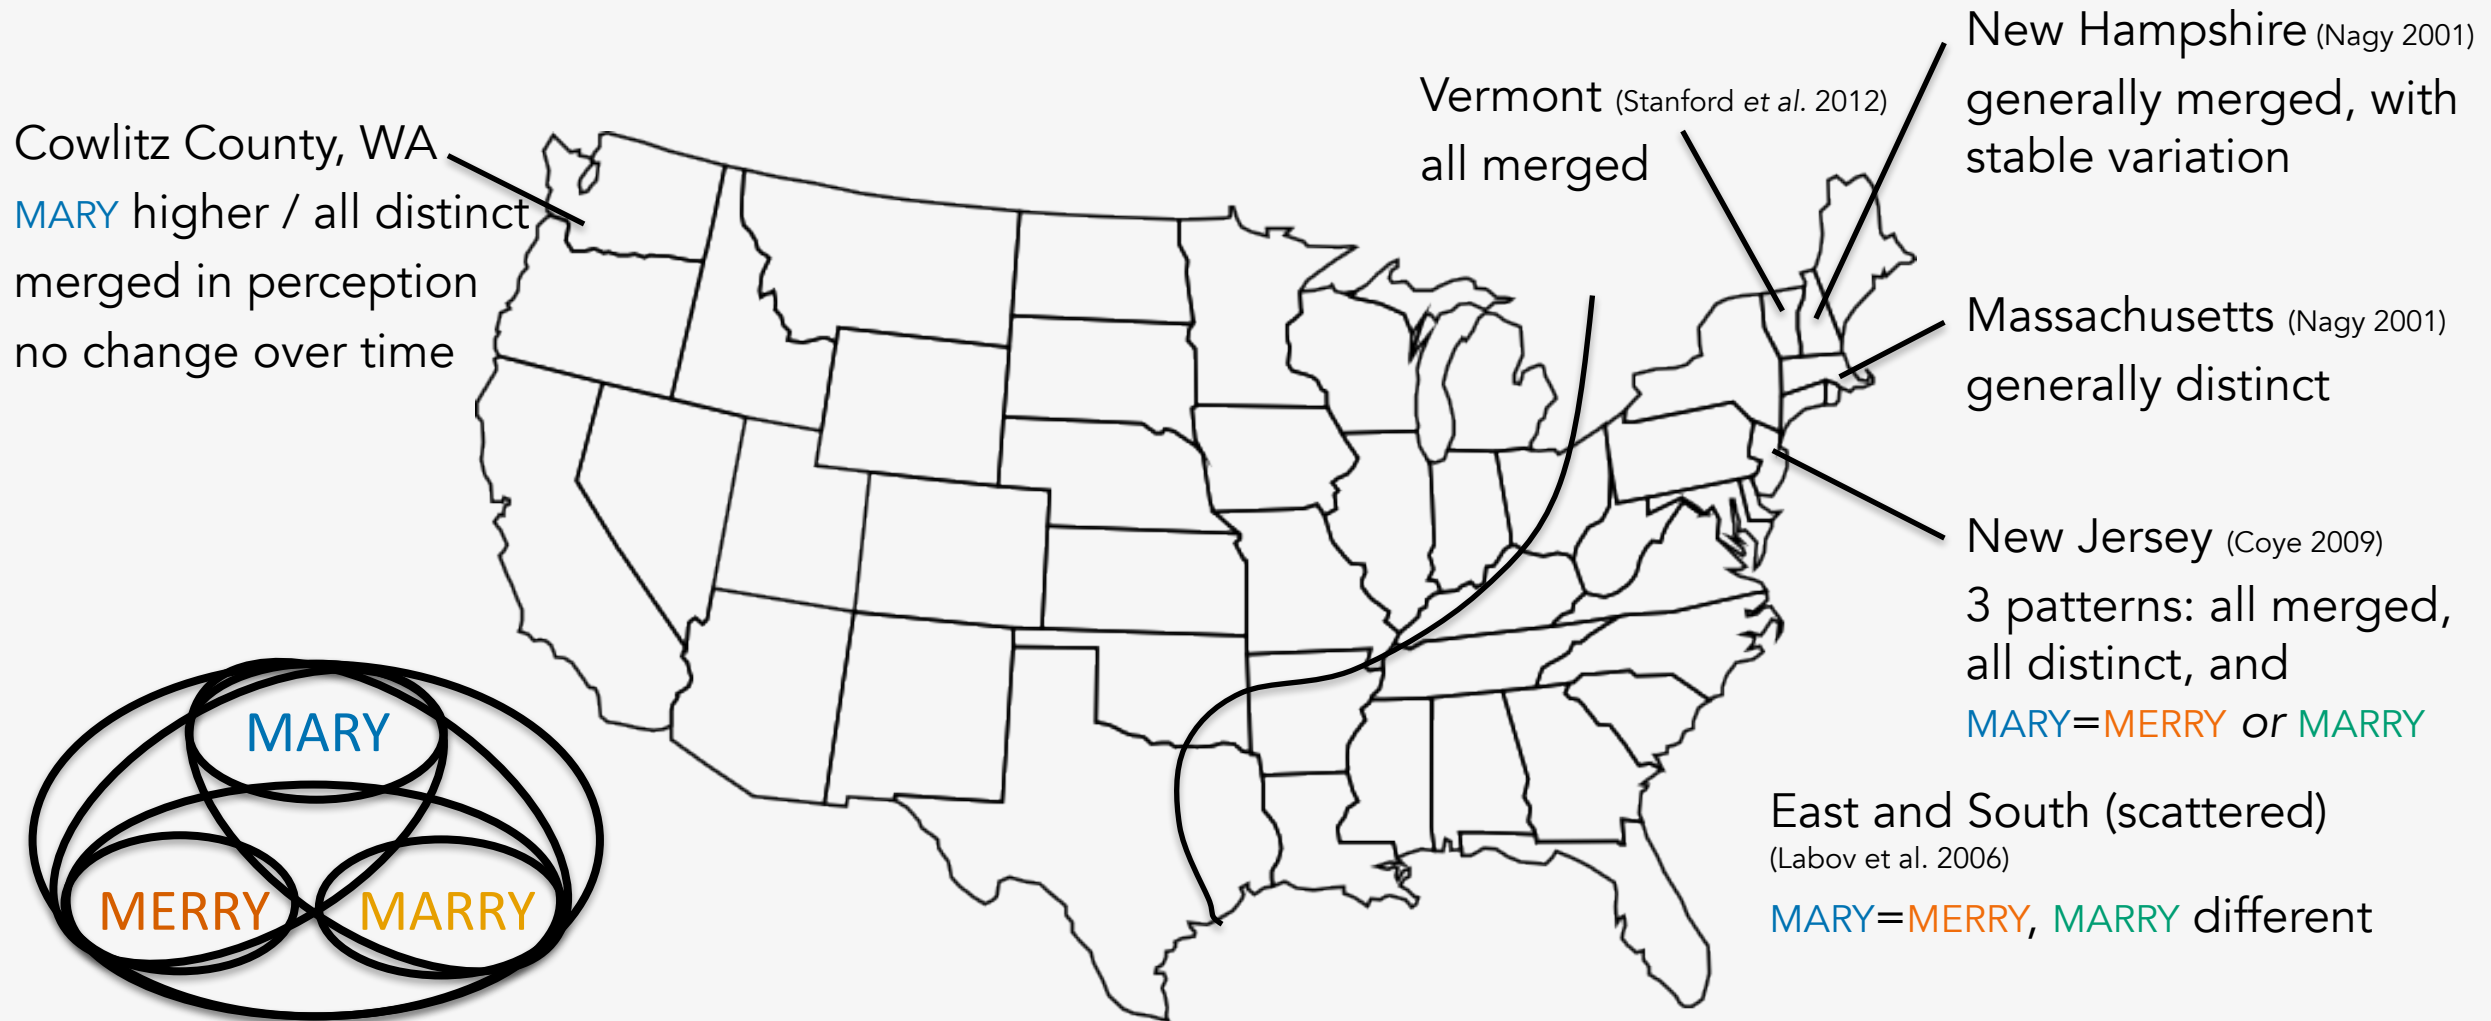 Cowlitz County, WA
MARY higher / all distinct
merged in perception
no change over time
Vermont (Stanford et al. 2012)
all merged
New Hampshire (Nagy 2001)
generally merged, with
stable variation
Massachusetts (Nagy 2001)
generally distinct
New Jersey (Coye 2009)
3 patterns: all merged,
all distinct, and
MARY=MERRY or MARRY
East and South (scattered)
(Labov et al. 2006)
MARY=MERRY, MARRY different
MARY
MERRY
MARRY